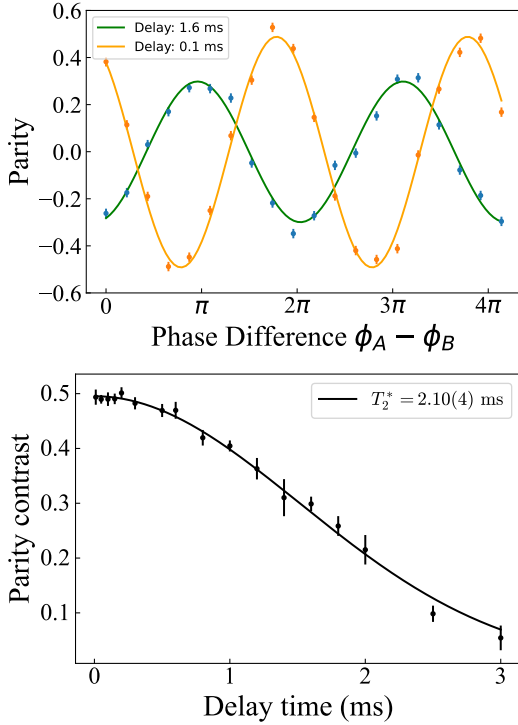 0.6
0.4
0.2
0.0
−0.2
−0.4
−0.6
Parity
Delay: 1.6 ms
Delay: 0.1 ms
0 π 2π 3π 4π
Phase Difference ϕ_A − ϕ_B
0.5
0.4
0.3
0.2
0.1
Parity contrast
T₂* = 2.10(4) ms
0 1 2 3
Delay time (ms)